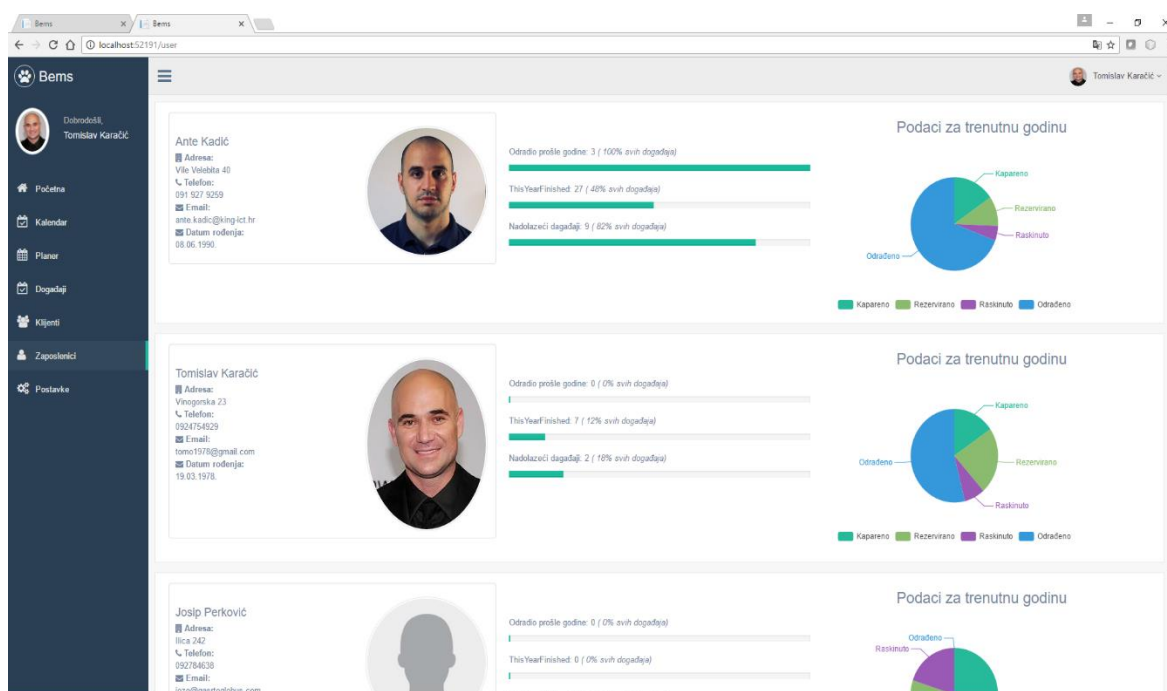 Bems
Bems
localhost:52191/user
Bems
Tomislav Karačić
Dobrodošli,
Tomislav Karačić
Početna
Kalendar
Planer
Događaji
Klijenti
Zaposlenici
Postavke
Ante Kadić
Adresa:
Vile Velebita 40
Telefon:
091 927 9259
Email:
ante.kadic@king-ict.hr
Datum rođenja:
08.06.1990.
Odradio prošle godine: 3 ( 100% svih događaja)
ThisYearFinished: 27 ( 48% svih događaja)
Nadolazeći događaji: 9 ( 82% svih događaja)
Podaci za trenutnu godinu
Kapareno
Rezervirano
Raskinuto
Odrađeno
Kapareno Rezervirano Raskinuto Odrađeno
Tomislav Karačić
Adresa:
Vinogorska 23
Telefon:
0924754929
Email:
tomo1978@gmail.com
Datum rođenja:
19.03.1978.
Odradio prošle godine: 0 ( 0% svih događaja)
ThisYearFinished: 7 ( 12% svih događaja)
Nadolazeći događaji: 2 ( 18% svih događaja)
Podaci za trenutnu godinu
Kapareno
Odrađeno
Rezervirano
Raskinuto
Kapareno Rezervirano Raskinuto Odrađeno
Josip Perković
Adresa:
Ilica 242
Telefon:
092784638
Email:
Odradio prošle godine: 0 ( 0% svih događaja)
ThisYearFinished: 0 ( 0% svih događaja)
Podaci za trenutnu godinu
Odrađeno
Raskinuto